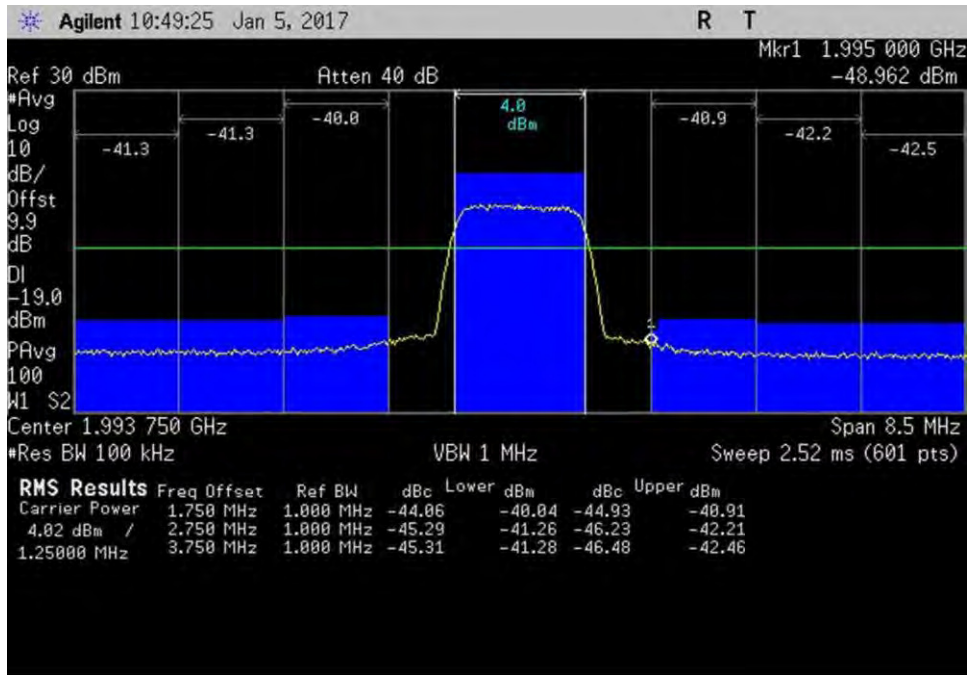 Agilent 10:49:25 Jan 5, 2017 R T
Mkr1 1.995 000 GHz
Ref 30 dBm Atten 40 dB -48.962 dBm
#Avg
Log
10
dB/
Offst
9.9
dB
DI
-19.0
dBm
PAvg
100
W1 S2
-41.3
-41.3
-40.0
4.0
dBm
-40.9
-42.2
-42.5
1
Center 1.993 750 GHz Span 8.5 MHz
#Res BW 100 kHz VBW 1 MHz Sweep 2.52 ms (601 pts)
RMS Results Freq Offset Ref BW dBc Lower dBm dBc Upper dBm
Carrier Power 1.750 MHz 1.000 MHz -44.06 -40.04 -44.93 -40.91
4.02 dBm / 2.750 MHz 1.000 MHz -45.29 -41.26 -46.23 -42.21
1.25000 MHz 3.750 MHz 1.000 MHz -45.31 -41.28 -46.48 -42.46